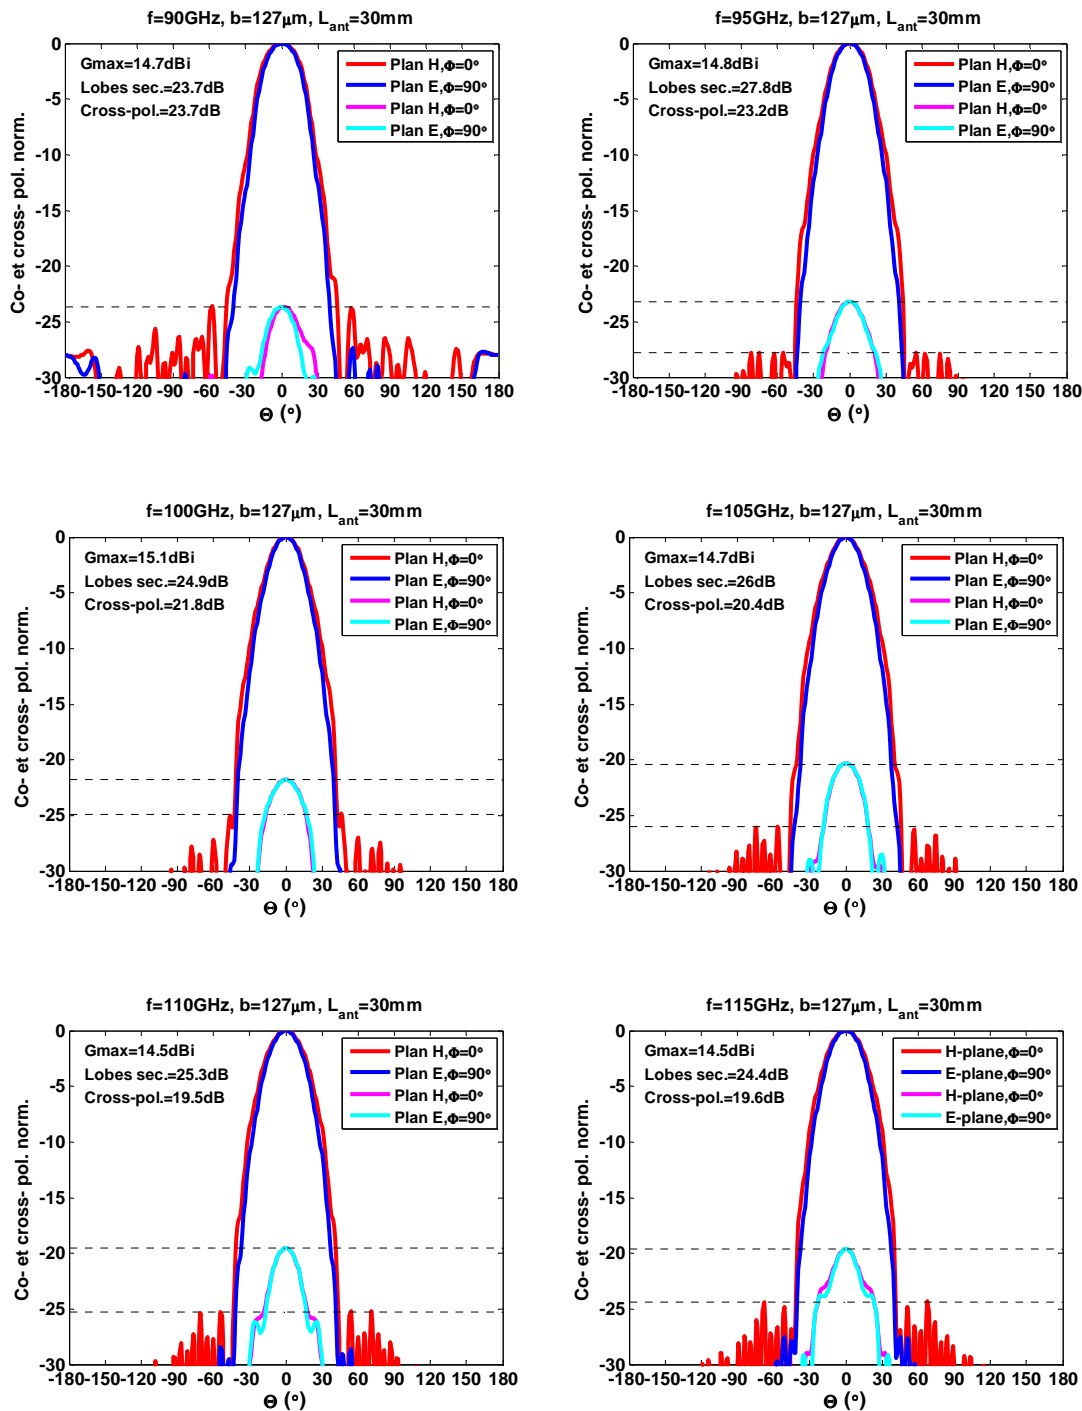 f=90GHz, b=127μm, Lant=30mm
Gmax=14.7dBi
Lobes sec.=23.7dB
Cross-pol.=23.7dB
Plan H,Φ=0°
Plan E,Φ=90°
Plan H,Φ=0°
Plan E,Φ=90°
Co- et cross- pol. norm.
0
-5
-10
-15
-20
-25
-30
-180-150-120 -90 -60 -30 0 30 60 90 120 150 180
Θ (°)
f=95GHz, b=127μm, Lant=30mm
Gmax=14.8dBi
Lobes sec.=27.8dB
Cross-pol.=23.2dB
Plan H,Φ=0°
Plan E,Φ=90°
Plan H,Φ=0°
Plan E,Φ=90°
Co- et cross- pol. norm.
0
-5
-10
-15
-20
-25
-30
-180-150-120 -90 -60 -30 0 30 60 90 120 150 180
Θ (°)
f=100GHz, b=127μm, Lant=30mm
Gmax=15.1dBi
Lobes sec.=24.9dB
Cross-pol.=21.8dB
Plan H,Φ=0°
Plan E,Φ=90°
Plan H,Φ=0°
Plan E,Φ=90°
Co- et cross- pol. norm.
0
-5
-10
-15
-20
-25
-30
-180-150-120 -90 -60 -30 0 30 60 90 120 150 180
Θ (°)
f=105GHz, b=127μm, Lant=30mm
Gmax=14.7dBi
Lobes sec.=26dB
Cross-pol.=20.4dB
Plan H,Φ=0°
Plan E,Φ=90°
Plan H,Φ=0°
Plan E,Φ=90°
Co- et cross- pol. norm.
0
-5
-10
-15
-20
-25
-30
-180-150-120 -90 -60 -30 0 30 60 90 120 150 180
Θ (°)
f=110GHz, b=127μm, Lant=30mm
Gmax=14.5dBi
Lobes sec.=25.3dB
Cross-pol.=19.5dB
Plan H,Φ=0°
Plan E,Φ=90°
Plan H,Φ=0°
Plan E,Φ=90°
Co- et cross- pol. norm.
0
-5
-10
-15
-20
-25
-30
-180-150-120 -90 -60 -30 0 30 60 90 120 150 180
Θ (°)
f=115GHz, b=127μm, Lant=30mm
Gmax=14.5dBi
Lobes sec.=24.4dB
Cross-pol.=19.6dB
H-plane,Φ=0°
E-plane,Φ=90°
H-plane,Φ=0°
E-plane,Φ=90°
Co- et cross- pol. norm.
0
-5
-10
-15
-20
-25
-30
-180-150-120 -90 -60 -30 0 30 60 90 120 150 180
Θ (°)